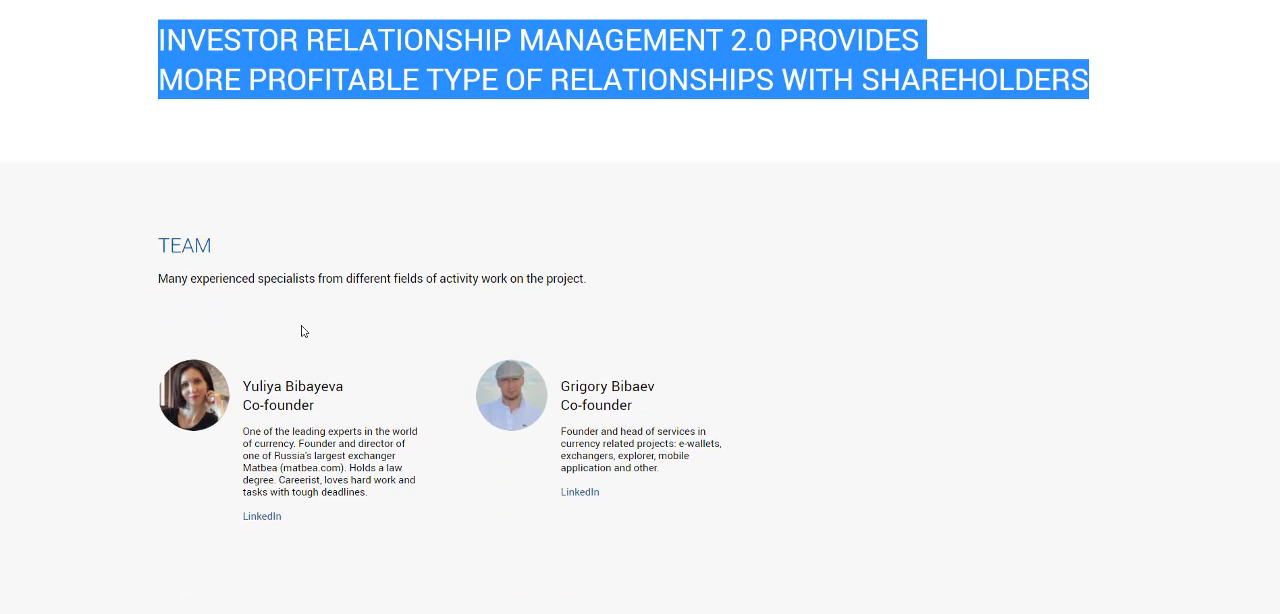 INVESTOR RELATIONSHIP MANAGEMENT 2.0 PROVIDES
MORE PROFITABLE TYPE OF RELATIONSHIPS WITH SHAREHOLDERS
TEAM
Many experienced specialists from different fields of activity work on the project.
Yuliya Bibayeva
Co-founder
One of the leading experts in the world
of currency. Founder and director of
one of Russia's largest exchanger
Matbea (matbea.com). Holds a law
degree. Careerist, loves hard work and
tasks with tough deadlines.
LinkedIn
Grigory Bibaev
Co-founder
Founder and head of services in
currency related projects: e-wallets,
exchangers, explorer, mobile
application and other.
LinkedIn